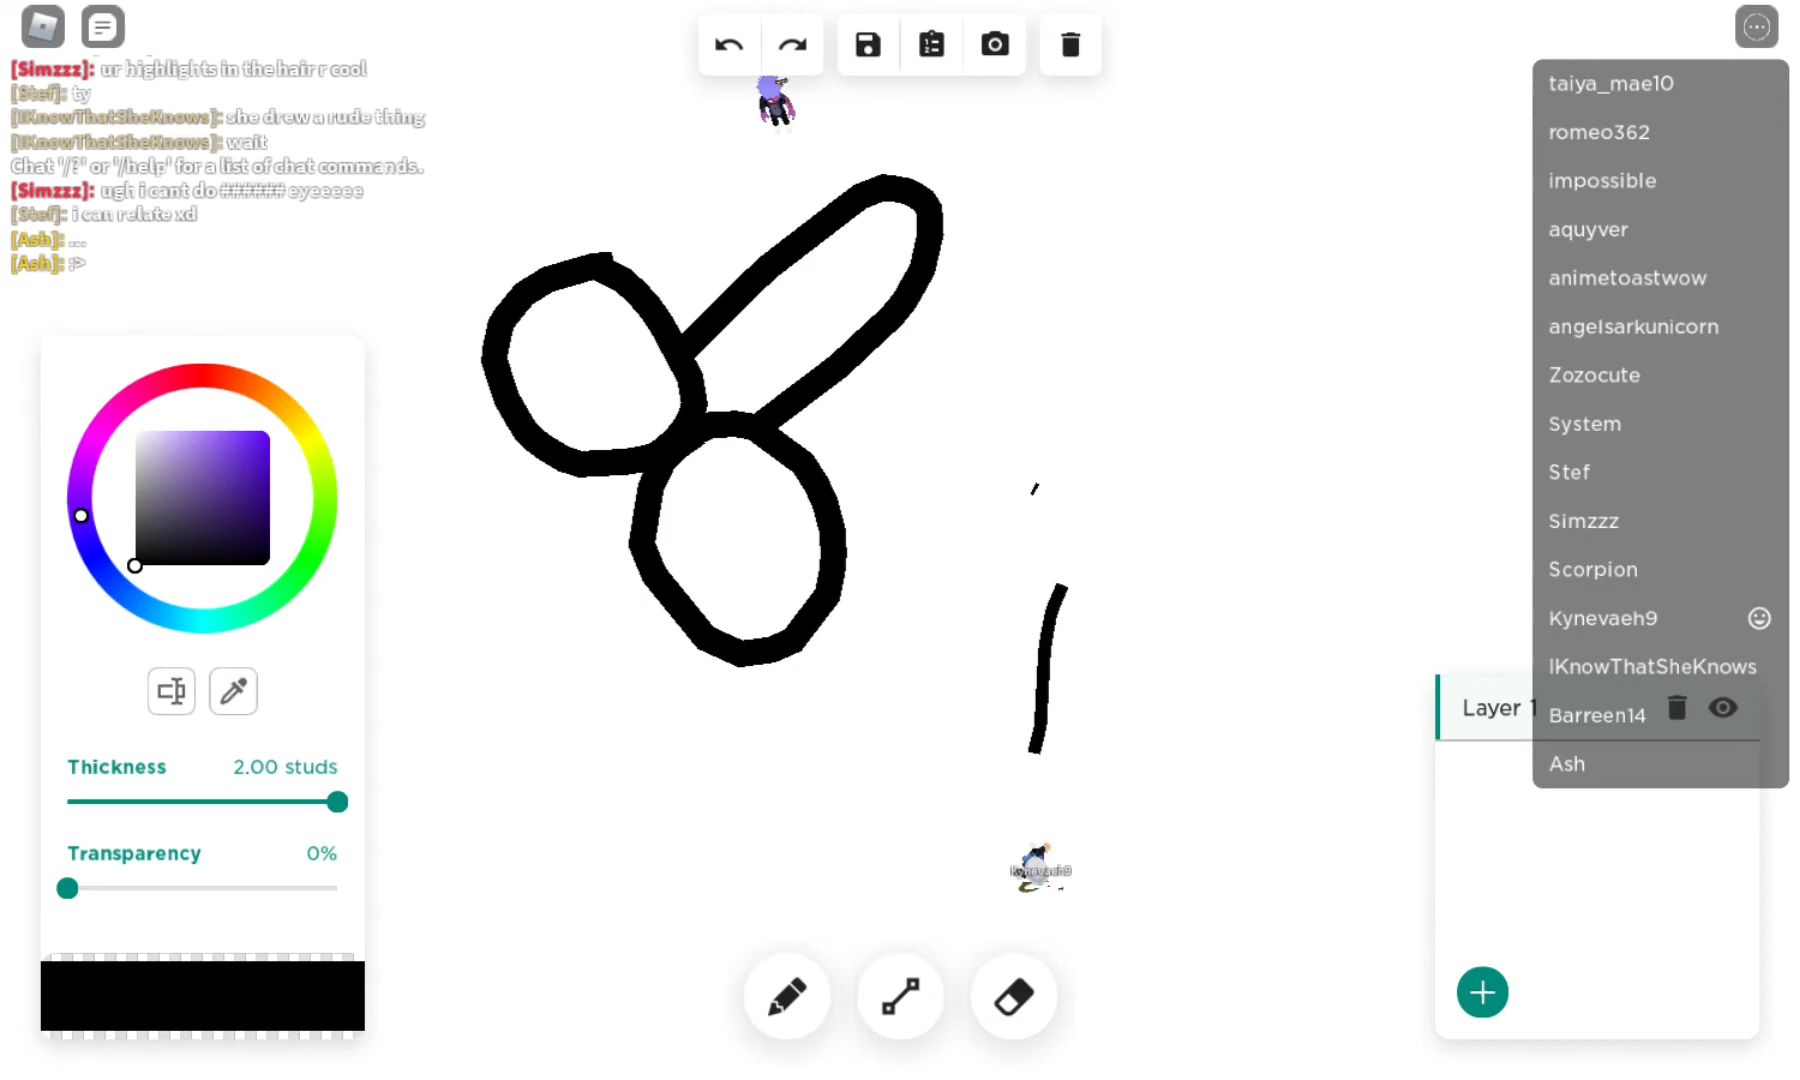 [Simzzz]: ur highlights in the hair r cool
[Stef]: ty
[IKnowThatSheKnows]: she drew a rude thing
[IKnowThatSheKnows]: wait
Chat '/?' or '/help' for a list of chat commands.
[Simzzz]: ugh i cant do ###### eyeeeee
[Stef]: i can relate xd
[Ash]: ...
[Ash]: :>
Thickness 2.00 studs
Transparency 0%
Kynevaeh9
taiya_mae10
romeo362
impossible
aquyver
animetoastwow
angelsarkunicorn
Zozocute
System
Stef
Simzzz
Scorpion
Kynevaeh9
IKnowThatSheKnows
Layer 1
Barreen14
Ash